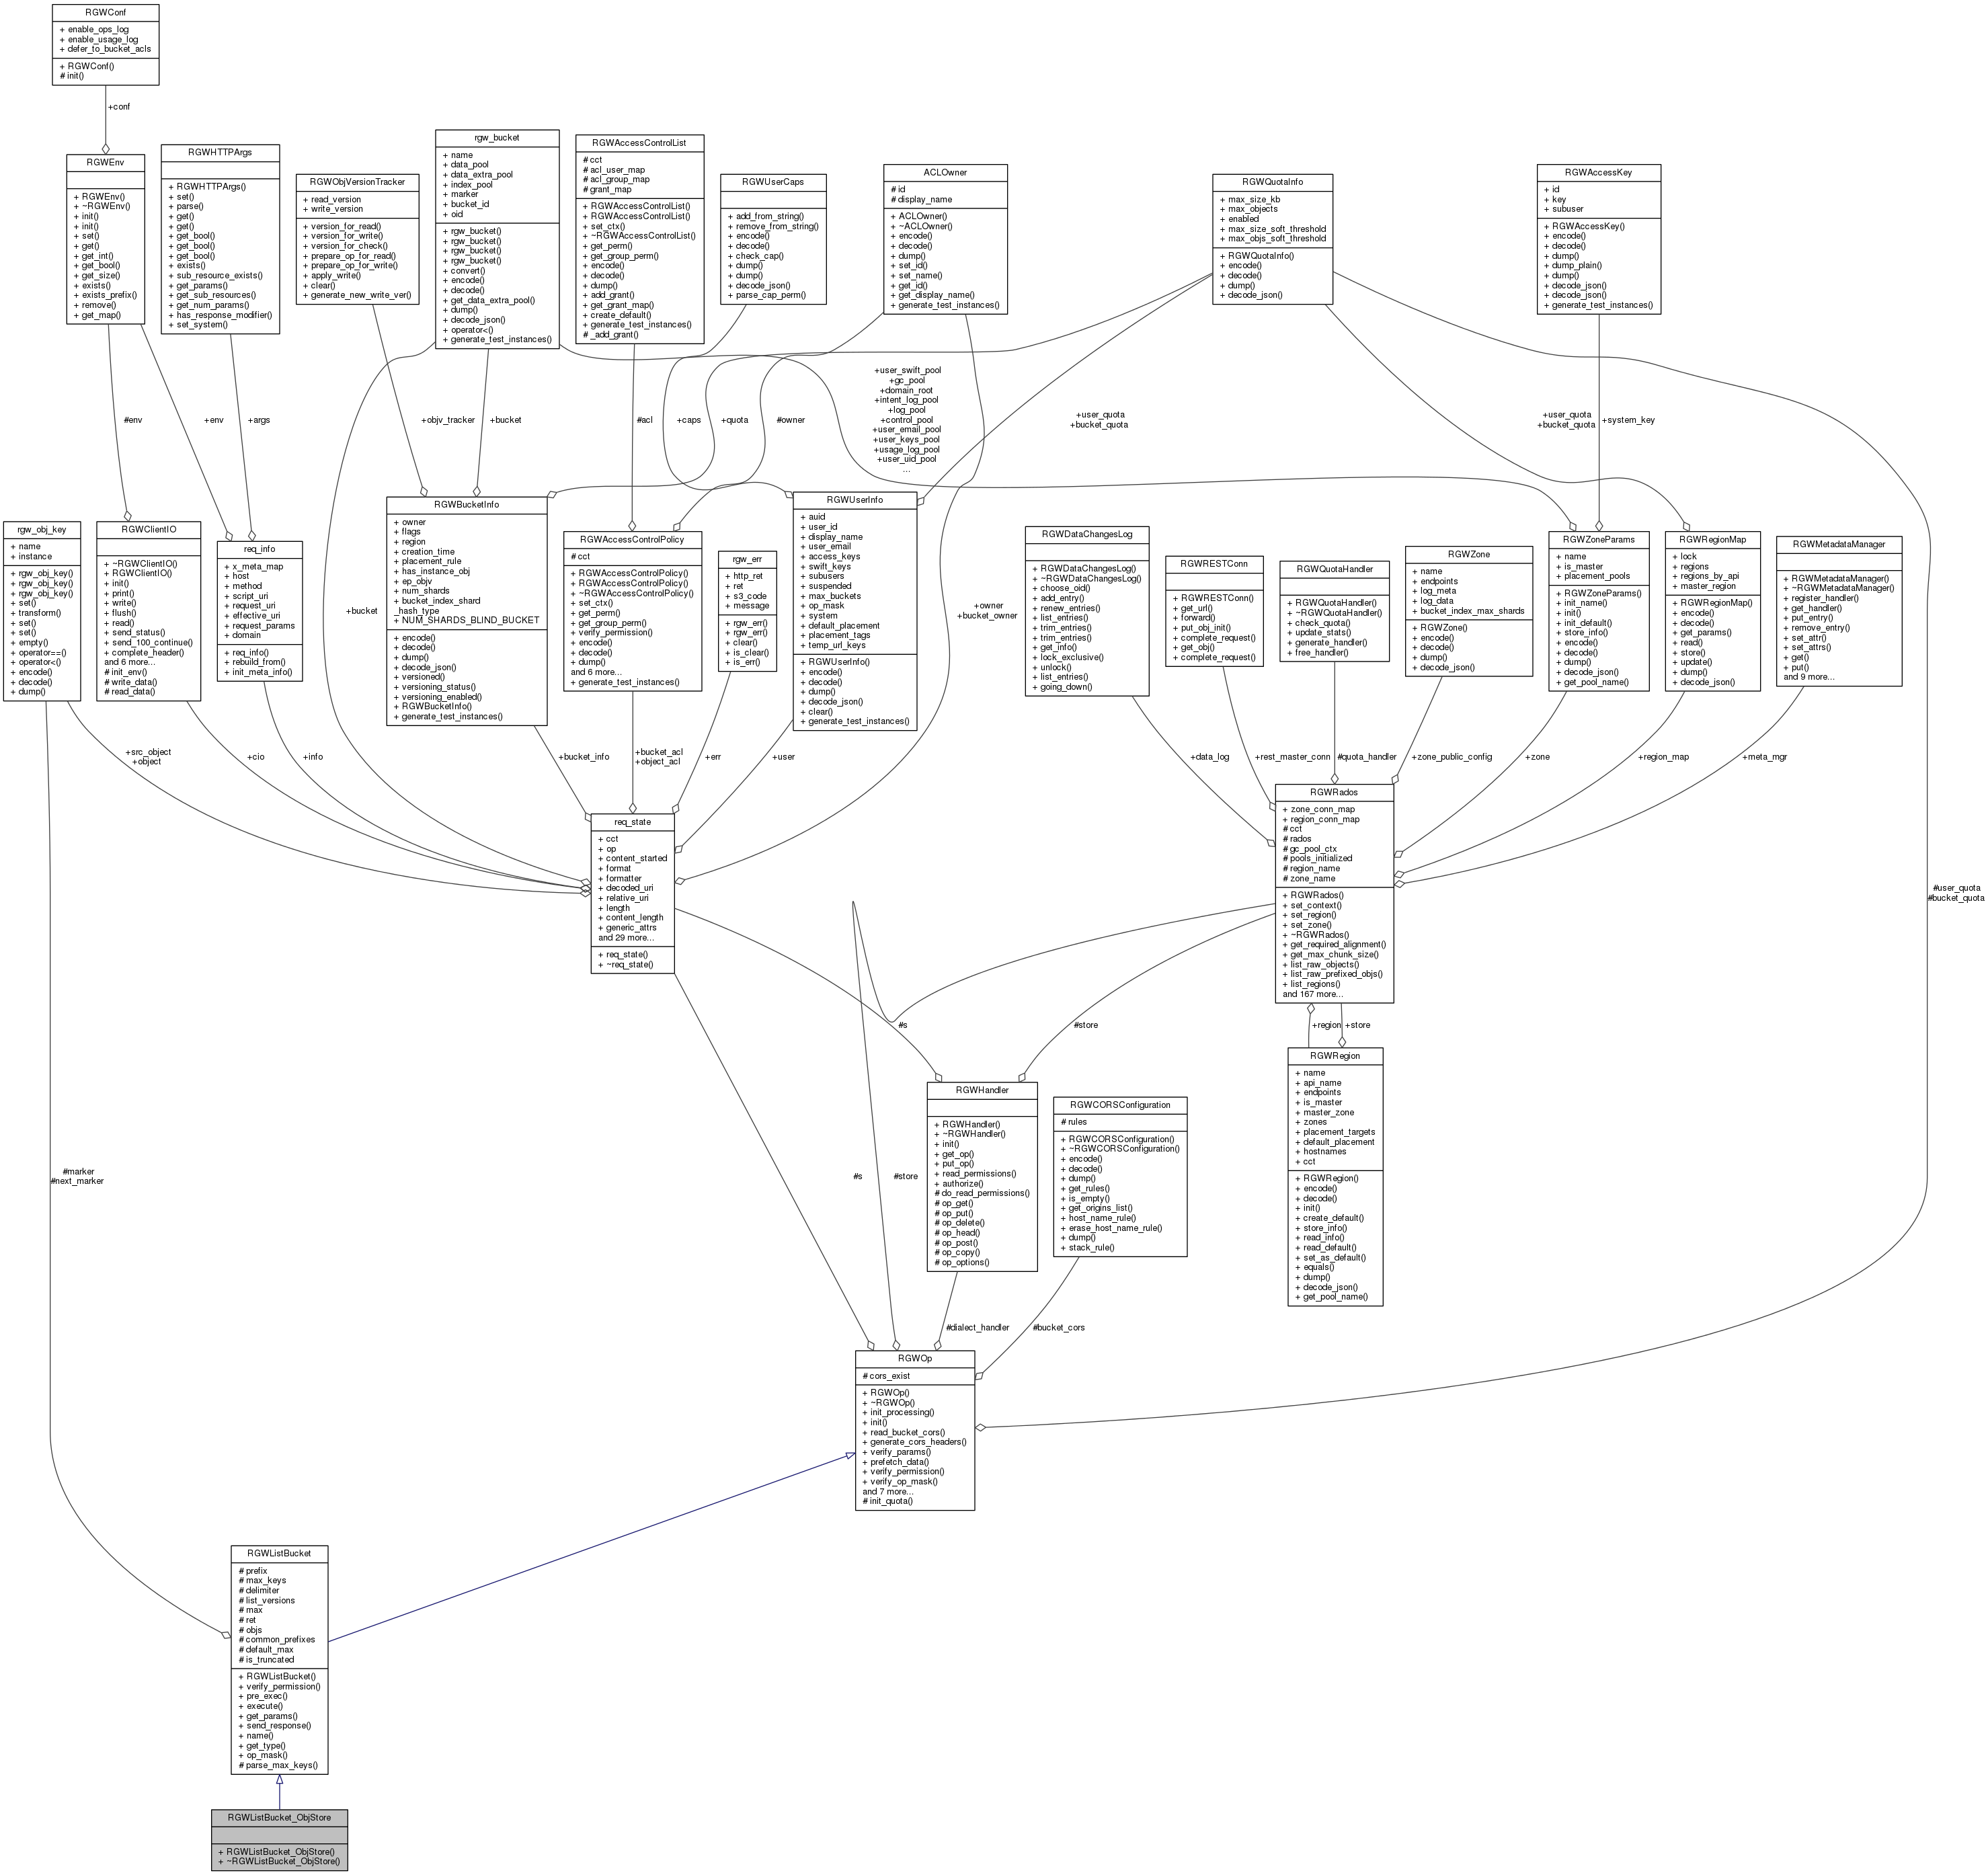 RGWConf
+ enable_ops_log
+ enable_usage_log
+ defer_to_bucket_acls
+ RGWConf()
# init()
+conf
RGWEnv
+ RGWEnv()
+ ~RGWEnv()
+ init()
+ init()
+ set()
+ get()
+ get_int()
+ get_bool()
+ get_size()
+ exists()
+ exists_prefix()
+ remove()
+ get_map()
RGWHTTPArgs
+ RGWHTTPArgs()
+ set()
+ parse()
+ get()
+ get()
+ get_bool()
+ get_bool()
+ get_bool()
+ exists()
+ sub_resource_exists()
+ get_params()
+ get_sub_resources()
+ get_num_params()
+ has_response_modifier()
+ set_system()
RGWObjVersionTracker
+ read_version
+ write_version
+ version_for_read()
+ version_for_write()
+ version_for_check()
+ prepare_op_for_read()
+ prepare_op_for_write()
+ apply_write()
+ clear()
+ generate_new_write_ver()
rgw_bucket
+ name
+ data_pool
+ data_extra_pool
+ index_pool
+ marker
+ bucket_id
+ oid
+ rgw_bucket()
+ rgw_bucket()
+ rgw_bucket()
+ rgw_bucket()
+ convert()
+ encode()
+ decode()
+ get_data_extra_pool()
+ dump()
+ decode_json()
+ operator<()
+ generate_test_instances()
RGWAccessControlList
# cct
# acl_user_map
# acl_group_map
# grant_map
+ RGWAccessControlList()
+ RGWAccessControlList()
+ set_ctx()
+ ~RGWAccessControlList()
+ get_perm()
+ get_group_perm()
+ encode()
+ decode()
+ dump()
+ add_grant()
+ get_grant_map()
+ create_default()
+ generate_test_instances()
# _add_grant()
RGWUserCaps
+ add_from_string()
+ remove_from_string()
+ encode()
+ decode()
+ check_cap()
+ dump()
+ dump()
+ decode_json()
+ parse_cap_perm()
ACLOwner
# id
# display_name
+ ACLOwner()
+ ~ACLOwner()
+ encode()
+ decode()
+ dump()
+ set_id()
+ set_name()
+ get_id()
+ get_display_name()
+ generate_test_instances()
RGWQuotaInfo
+ max_size_kb
+ max_objects
+ enabled
+ max_size_soft_threshold
+ max_objs_soft_threshold
+ RGWQuotaInfo()
+ encode()
+ decode()
+ dump()
+ decode_json()
RGWAccessKey
+ id
+ key
+ subuser
+ RGWAccessKey()
+ encode()
+ decode()
+ dump()
+ dump_plain()
+ dump()
+ decode_json()
+ decode_json()
+ generate_test_instances()
#env
+env
+args
+objv_tracker
+bucket
#acl
+caps
+quota
#owner
+user_swift_pool
+gc_pool
+domain_root
+intent_log_pool
+log_pool
+control_pool
+user_email_pool
+user_keys_pool
+usage_log_pool
+user_uid_pool
...
+user_quota
+bucket_quota
+user_quota
+bucket_quota
+system_key
rgw_obj_key
+ name
+ instance
+ rgw_obj_key()
+ rgw_obj_key()
+ rgw_obj_key()
+ set()
+ transform()
+ set()
+ set()
+ empty()
+ operator==()
+ operator<()
+ encode()
+ decode()
+ dump()
RGWClientIO
+ ~RGWClientIO()
+ RGWClientIO()
+ init()
+ print()
+ write()
+ flush()
+ read()
+ send_status()
+ send_100_continue()
+ complete_header()
and 6 more...
# init_env()
# write_data()
# read_data()
req_info
+ x_meta_map
+ host
+ method
+ script_uri
+ request_uri
+ effective_uri
+ request_params
+ domain
+ req_info()
+ rebuild_from()
+ init_meta_info()
+bucket
RGWBucketInfo
+ owner
+ flags
+ region
+ creation_time
+ placement_rule
+ has_instance_obj
+ ep_objv
+ num_shards
+ bucket_index_shard
_hash_type
+ NUM_SHARDS_BLIND_BUCKET
+ encode()
+ decode()
+ dump()
+ decode_json()
+ versioned()
+ versioning_status()
+ versioning_enabled()
+ RGWBucketInfo()
+ generate_test_instances()
RGWAccessControlPolicy
# cct
+ RGWAccessControlPolicy()
+ RGWAccessControlPolicy()
+ ~RGWAccessControlPolicy()
+ set_ctx()
+ get_perm()
+ get_group_perm()
+ verify_permission()
+ encode()
+ decode()
+ dump()
and 6 more...
+ generate_test_instances()
rgw_err
+ http_ret
+ ret
+ s3_code
+ message
+ rgw_err()
+ rgw_err()
+ clear()
+ is_clear()
+ is_err()
RGWUserInfo
+ auid
+ user_id
+ display_name
+ user_email
+ access_keys
+ swift_keys
+ subusers
+ suspended
+ max_buckets
+ op_mask
+ system
+ default_placement
+ placement_tags
+ temp_url_keys
+ RGWUserInfo()
+ encode()
+ decode()
+ dump()
+ decode_json()
+ clear()
+ generate_test_instances()
+owner
+bucket_owner
RGWDataChangesLog
+ RGWDataChangesLog()
+ ~RGWDataChangesLog()
+ choose_oid()
+ add_entry()
+ renew_entries()
+ list_entries()
+ trim_entries()
+ trim_entries()
+ get_info()
+ lock_exclusive()
+ unlock()
+ list_entries()
+ going_down()
RGWRESTConn
+ RGWRESTConn()
+ get_url()
+ forward()
+ put_obj_init()
+ complete_request()
+ get_obj()
+ complete_request()
RGWQuotaHandler
+ RGWQuotaHandler()
+ ~RGWQuotaHandler()
+ check_quota()
+ update_stats()
+ generate_handler()
+ free_handler()
RGWZone
+ name
+ endpoints
+ log_meta
+ log_data
+ bucket_index_max_shards
+ RGWZone()
+ encode()
+ decode()
+ dump()
+ decode_json()
RGWZoneParams
+ name
+ is_master
+ placement_pools
+ RGWZoneParams()
+ init_name()
+ init()
+ init_default()
+ store_info()
+ encode()
+ decode()
+ dump()
+ decode_json()
+ get_pool_name()
RGWRegionMap
+ lock
+ regions
+ regions_by_api
+ master_region
+ RGWRegionMap()
+ encode()
+ decode()
+ get_params()
+ read()
+ store()
+ update()
+ dump()
+ decode_json()
RGWMetadataManager
+ RGWMetadataManager()
+ ~RGWMetadataManager()
+ register_handler()
+ get_handler()
+ put_entry()
+ remove_entry()
+ set_attr()
+ set_attrs()
+ get()
+ put()
and 9 more...
+src_object
+object
+cio
+info
+bucket_info
+bucket_acl
+object_acl
+err
+user
+data_log
+rest_master_conn
#quota_handler
+zone_public_config
+zone
+region_map
+meta_mgr
req_state
+ cct
+ op
+ content_started
+ format
+ formatter
+ decoded_uri
+ relative_uri
+ length
+ content_length
+ generic_attrs
and 29 more...
+ req_state()
+ ~req_state()
RGWRados
+ zone_conn_map
+ region_conn_map
# cct
# rados
# gc_pool_ctx
# pools_initialized
# region_name
# zone_name
+ RGWRados()
+ set_context()
+ set_region()
+ set_zone()
+ ~RGWRados()
+ get_required_alignment()
+ get_max_chunk_size()
+ list_raw_objects()
+ list_raw_prefixed_objs()
+ list_regions()
and 167 more...
#user_quota
#bucket_quota
#s
#store
+region
+store
RGWHandler
+ RGWHandler()
+ ~RGWHandler()
+ init()
+ get_op()
+ put_op()
+ read_permissions()
+ authorize()
# do_read_permissions()
# op_get()
# op_put()
# op_delete()
# op_head()
# op_post()
# op_copy()
# op_options()
RGWCORSConfiguration
# rules
+ RGWCORSConfiguration()
+ ~RGWCORSConfiguration()
+ encode()
+ decode()
+ dump()
+ get_rules()
+ is_empty()
+ get_origins_list()
+ host_name_rule()
+ erase_host_name_rule()
+ dump()
+ stack_rule()
RGWRegion
+ name
+ api_name
+ endpoints
+ is_master
+ master_zone
+ zones
+ placement_targets
+ default_placement
+ hostnames
+ cct
+ RGWRegion()
+ encode()
+ decode()
+ init()
+ create_default()
+ store_info()
+ read_info()
+ read_default()
+ set_as_default()
+ equals()
+ dump()
+ decode_json()
+ get_pool_name()
#marker
#next_marker
#s
#store
#dialect_handler
#bucket_cors
RGWOp
# cors_exist
+ RGWOp()
+ ~RGWOp()
+ init_processing()
+ init()
+ read_bucket_cors()
+ generate_cors_headers()
+ verify_params()
+ prefetch_data()
+ verify_permission()
+ verify_op_mask()
and 7 more...
# init_quota()
RGWListBucket
# prefix
# max_keys
# delimiter
# list_versions
# max
# ret
# objs
# common_prefixes
# default_max
# is_truncated
+ RGWListBucket()
+ verify_permission()
+ pre_exec()
+ execute()
+ get_params()
+ send_response()
+ name()
+ get_type()
+ op_mask()
# parse_max_keys()
RGWListBucket_ObjStore
+ RGWListBucket_ObjStore()
+ ~RGWListBucket_ObjStore()